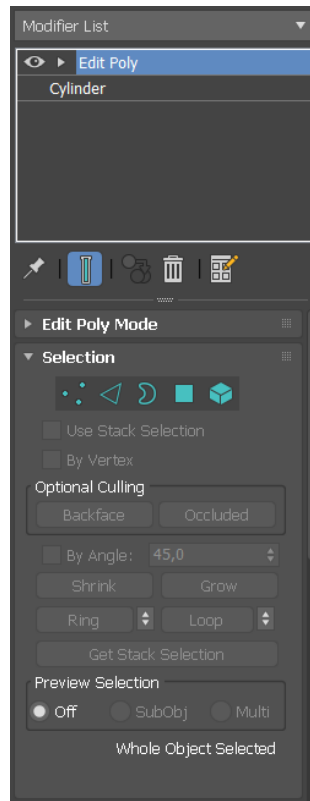 Modifier List
Edit Poly
Cylinder
Edit Poly Mode
Selection
Use Stack Selection
By Vertex
Optional Culling
Backface Occluded
By Angle: 45,0
Shrink Grow
Ring Loop
Get Stack Selection
Preview Selection
Off SubObj Multi
Whole Object Selected